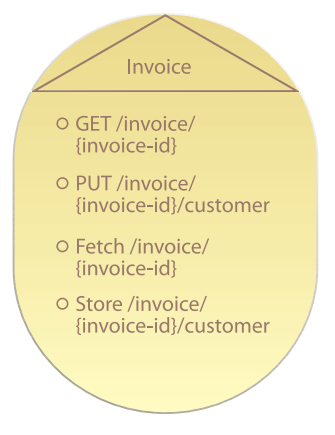 Invoice
GET /invoice/
{invoice-id}
PUT /invoice/
{invoice-id}/customer
Fetch /invoice/
{invoice-id}
Store /invoice/
{invoice-id}/customer